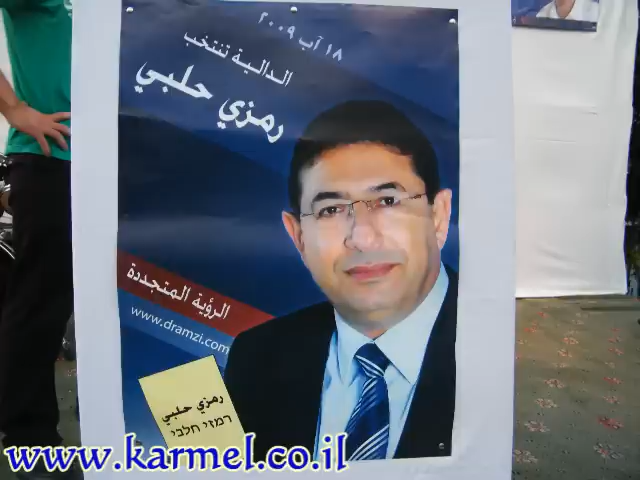 ١٨ آب ٢٠٠٩
الدالية تنتخب
رمزي حلبي
الرؤية المتجددة
www.dramzi.com
رمزي حلبي
רמזי חלבי
www.karmel.co.il